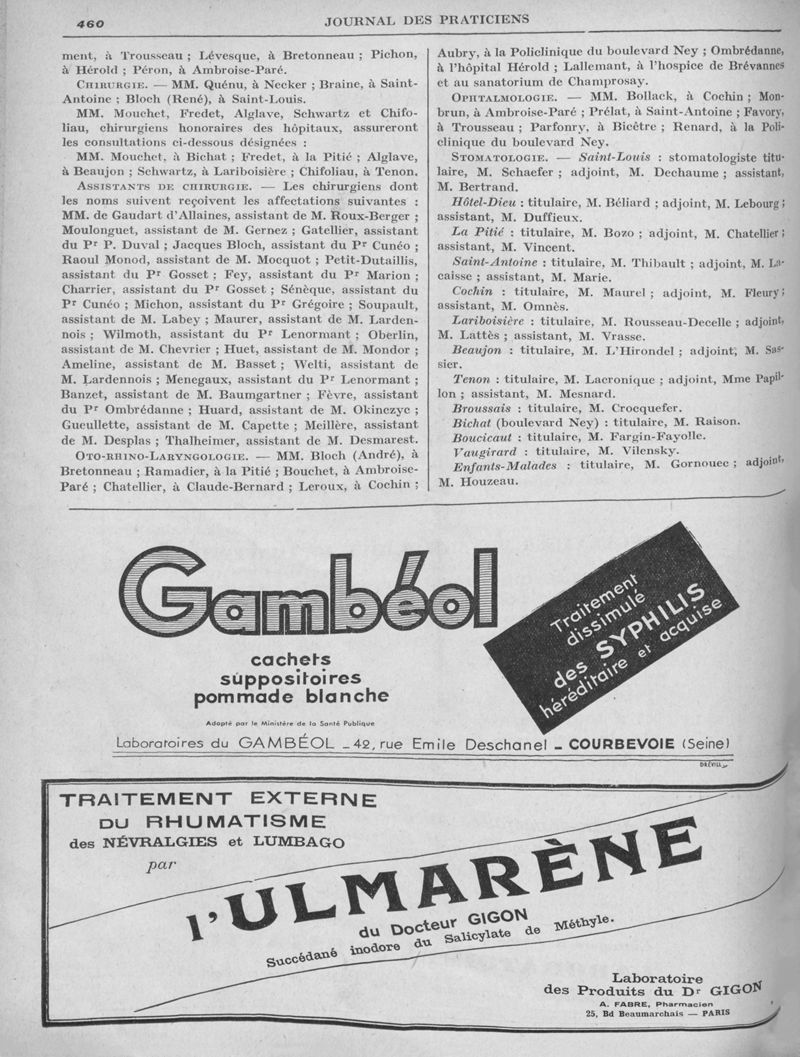 460
JOURNAL DES PRATICIENS
ment, à Trousseau ; Lévesque, à Bretonneau ; Pichon,
à Hérold ; Péron, à Ambroise-Paré.
CHIRURGIE. — MM. Quénu, à Necker ; Braine, à Saint-
Antoine ; Bloch (René), à Saint-Louis.
MM. Mouchet, Fredet, Alglave, Schwartz et Chifo-
liau, chirurgiens honoraires des hôpitaux, assureront
les consultations ci-dessous désignées :
MM. Mouchet, à Bichat ; Fredet, à la Pitié ; Alglave,
à Beaujon ; Schwartz, à Lariboisière ; Chifoliau, à Tenon.
ASSISTANTS DE CHIRURGIE. — Les chirurgiens dont
les noms suivent reçoivent les affectations suivantes :
MM. de Gaudart d'Allaines, assistant de M. Roux-Berger ;
Moulonguet, assistant de M. Gernez ; Gatellier, assistant
du Pr P. Duval ; Jacques Bloch, assistant du Pr Cunéo ;
Raoul Monod, assistant de M. Mocquot ; Petit-Dutaillis,
assistant du Pr Gosset ; Fey, assistant du Pr Marion ;
Charrier, assistant du Pr Gosset ; Sénèque, assistant du
Pr Cunéo ; Michon, assistant du Pr Grégoire ; Soupault,
assistant de M. Labey ; Maurer, assistant de M. Larden-
nois ; Wilmoth, assistant du Pr Lenormant ; Oberlin,
assistant de M. Chevrier ; Huet, assistant de M. Mondor ;
Ameline, assistant de M. Basset ; Welti, assistant de
M. Lardennois ; Menegaux, assistant du Pr Lenormant ;
Banzet, assistant de M. Baumgartner ; Fèvre, assistant
du Pr Ombrédanne ; Huard, assistant de M. Okinczyc ;
Gueullette, assistant de M. Capette ; Meillère, assistant
de M. Desplas ; Thalheimer, assistant de M. Desmarest.
OTO-RHINO-LARYNGOLOGIE. — MM. Bloch (André), à
Bretonneau ; Ramadier, à la Pitié ; Bouchet, à Ambroise-
Paré ; Chatellier, à Claude-Bernard ; Leroux, à Cochin ;
Aubry, à la Policlinique du boulevard Ney ; Ombrédanne,
à l'hôpital Hérold ; Lallemant, à l'hospice de Brévannes
et au sanatorium de Champrosay.
OPHTALMOLOGIE. — MM. Bollack, à Cochin ; Mon-
brun, à Ambroise-Paré ; Prélat, à Saint-Antoine ; Favory,
à Trousseau ; Parfonry, à Bicêtre ; Renard, à la Poli-
clinique du boulevard Ney.
STOMATOLOGIE. — Saint-Louis : stomatologiste titu-
laire, M. Schaefer ; adjoint, M. Dechaume ; assistant,
M. Bertrand.
Hôtel-Dieu : titulaire, M. Béliard ; adjoint, M. Lebourg ;
assistant, M. Duffieux.
La Pitié : titulaire, M. Bozo ; adjoint, M. Chatellier ;
assistant, M. Vincent.
Saint-Antoine : titulaire, M. Thibault ; adjoint, M. La-
caisse ; assistant, M. Marie.
Cochin : titulaire, M. Maurel ; adjoint, M. Fleury ;
assistant, M. Omnès.
Lariboisière : titulaire, M. Rousseau-Decelle ; adjoint,
M. Lattès ; assistant, M. Vrasse.
Beaujon : titulaire, M. L'Hirondel ; adjoint, M. Sas-
sier.
Tenon : titulaire, M. Lacronique ; adjoint, Mme Papil-
lon ; assistant, M. Mesnard.
Broussais : titulaire, M. Crocquefer.
Bichat (boulevard Ney) : titulaire, M. Raison.
Boucicaut : titulaire, M. Fargin-Fayolle.
Vaugirard : titulaire, M. Vilensky.
Enfants-Malades : titulaire, M. Gornouec ; adjoint,
M. Houzeau.
Gambéol
Traitement
dissimulé
des SYPHILIS
héréditaire et acquise
cachets
suppositoires
pommade blanche
Adopté par le Ministère de la Santé Publique
Laboratoires du GAMBÉOL - 42, rue Emile Deschanel - COURBEVOIE (Seine)
TRAITEMENT EXTERNE
DU RHUMATISME
des NÉVRALGIES et LUMBAGO
par
l'ULMARÈNE
du Docteur GIGON
Succédané inodore du Salicylate de Méthyle.
Laboratoire
des Produits du Dr GIGON
A. FABRE, Pharmacien
25, Bd Beaumarchais — PARIS